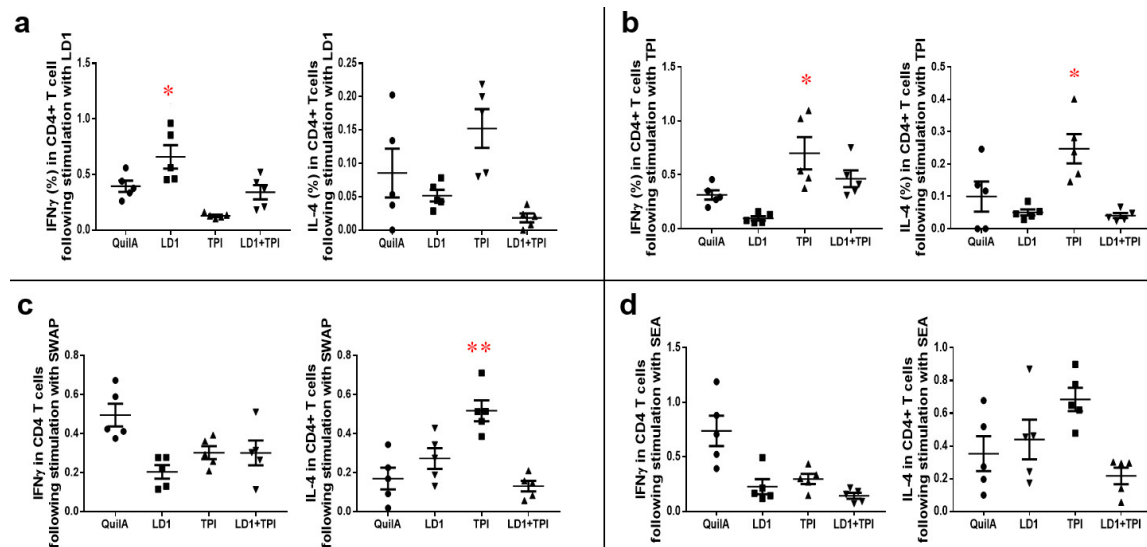 a
IFNγ (%) in CD4+ T cell
following stimulation with LD1
1.5
1.0
0.5
0.0
QuilA LD1 TPI LD1+TPI
*
IL-4 (%) in CD4+ Tcells
following stimulation with LD1
0.25
0.20
0.15
0.10
0.05
0.00
QuilA LD1 TPI LD1+TPI
b
IFNγ (%) in CD4+ T cells
following stimulation with TPI
1.5
1.0
0.5
0.0
QuilA LD1 TPI LD1+TPI
*
IL-4 (%) in CD4+ T cells
following stimulation with TPI
0.5
0.4
0.3
0.2
0.1
0.0
QuilA LD1 TPI LD1+TPI
*
c
IFNγ in CD4 T cells
following stimulation with SWAP
0.8
0.6
0.4
0.2
0.0
QuilA LD1 TPI LD1+TPI
IL-4 in CD4+ T cells
following stimulation with SWAP
0.8
0.6
0.4
0.2
0.0
QuilA LD1 TPI LD1+TPI
**
d
IFNγ in CD4 T cells
following stimulation with SEA
1.5
1.0
0.5
0.0
QuilA LD1 TPI LD1+TPI
IL-4 in CD4+ T cells
following stimulation with SEA
1.0
0.8
0.6
0.4
0.2
0.0
QuilA LD1 TPI LD1+TPI